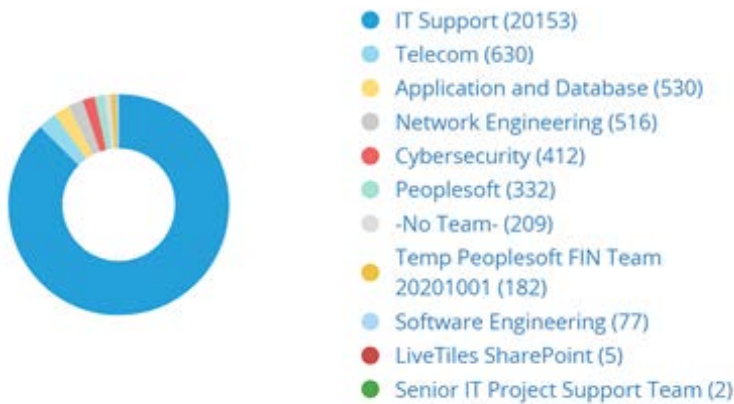 IT Support (20153)
Telecom (630)
Application and Database (530)
Network Engineering (516)
Cybersecurity (412)
Peoplesoft (332)
-No Team- (209)
Temp Peoplesoft FIN Team
20201001 (182)
Software Engineering (77)
LiveTiles SharePoint (5)
Senior IT Project Support Team (2)